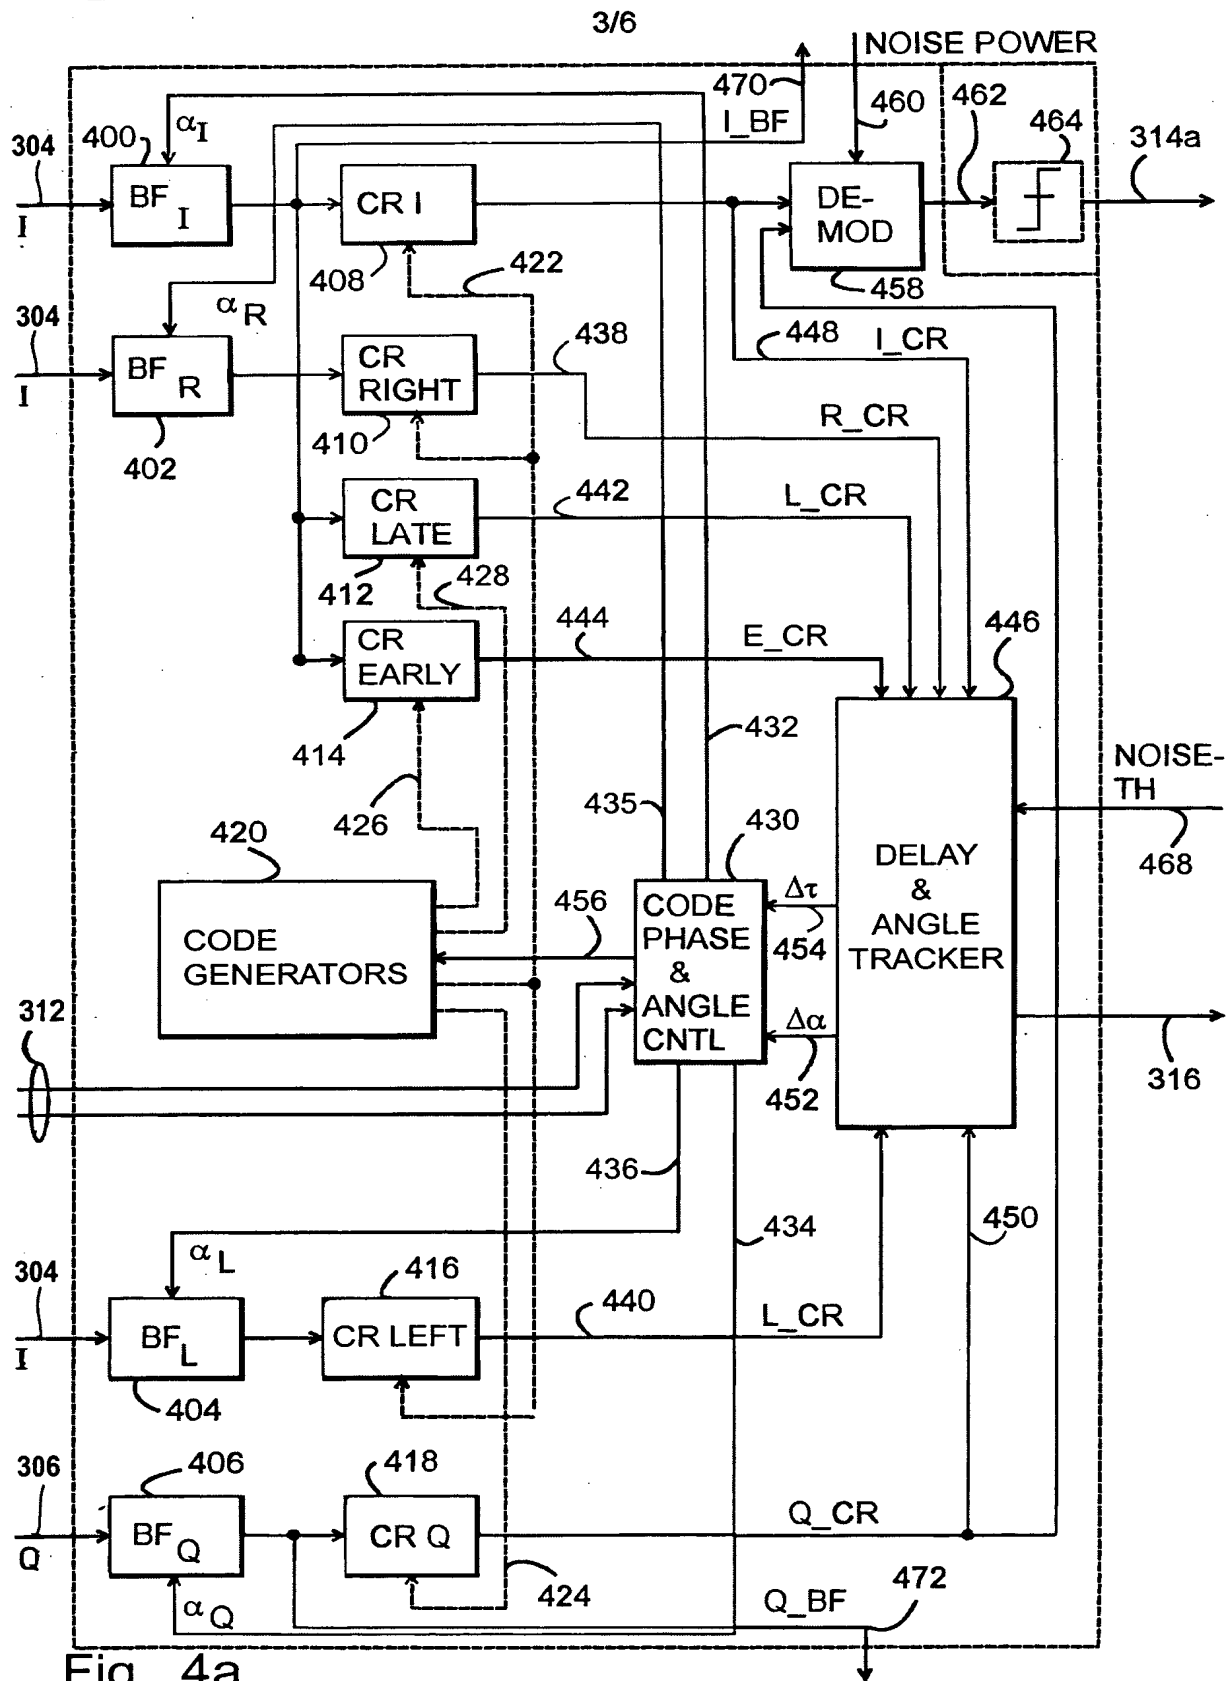 3/6
NOISE POWER
470
I_BF
460
462
464
314a
304
400
αI
BF I
I
CR I
408
422
DE-
MOD
458
304
αR
BF R
I
402
CR
RIGHT
410
438
448
I_CR
R_CR
CR
LATE
412
442
L_CR
428
CR
EARLY
414
444
E_CR
446
426
432
435
NOISE-
TH
468
420
CODE
GENERATORS
456
430
CODE
PHASE
&
ANGLE
CNTL
Δτ
454
Δα
452
DELAY
&
ANGLE
TRACKER
316
312
436
434
450
304
αL
I
BF L
404
416
CR LEFT
440
L_CR
306
406
Q
BF Q
αQ
418
CR Q
424
Q_CR
Q_BF
472
Fig. 4a